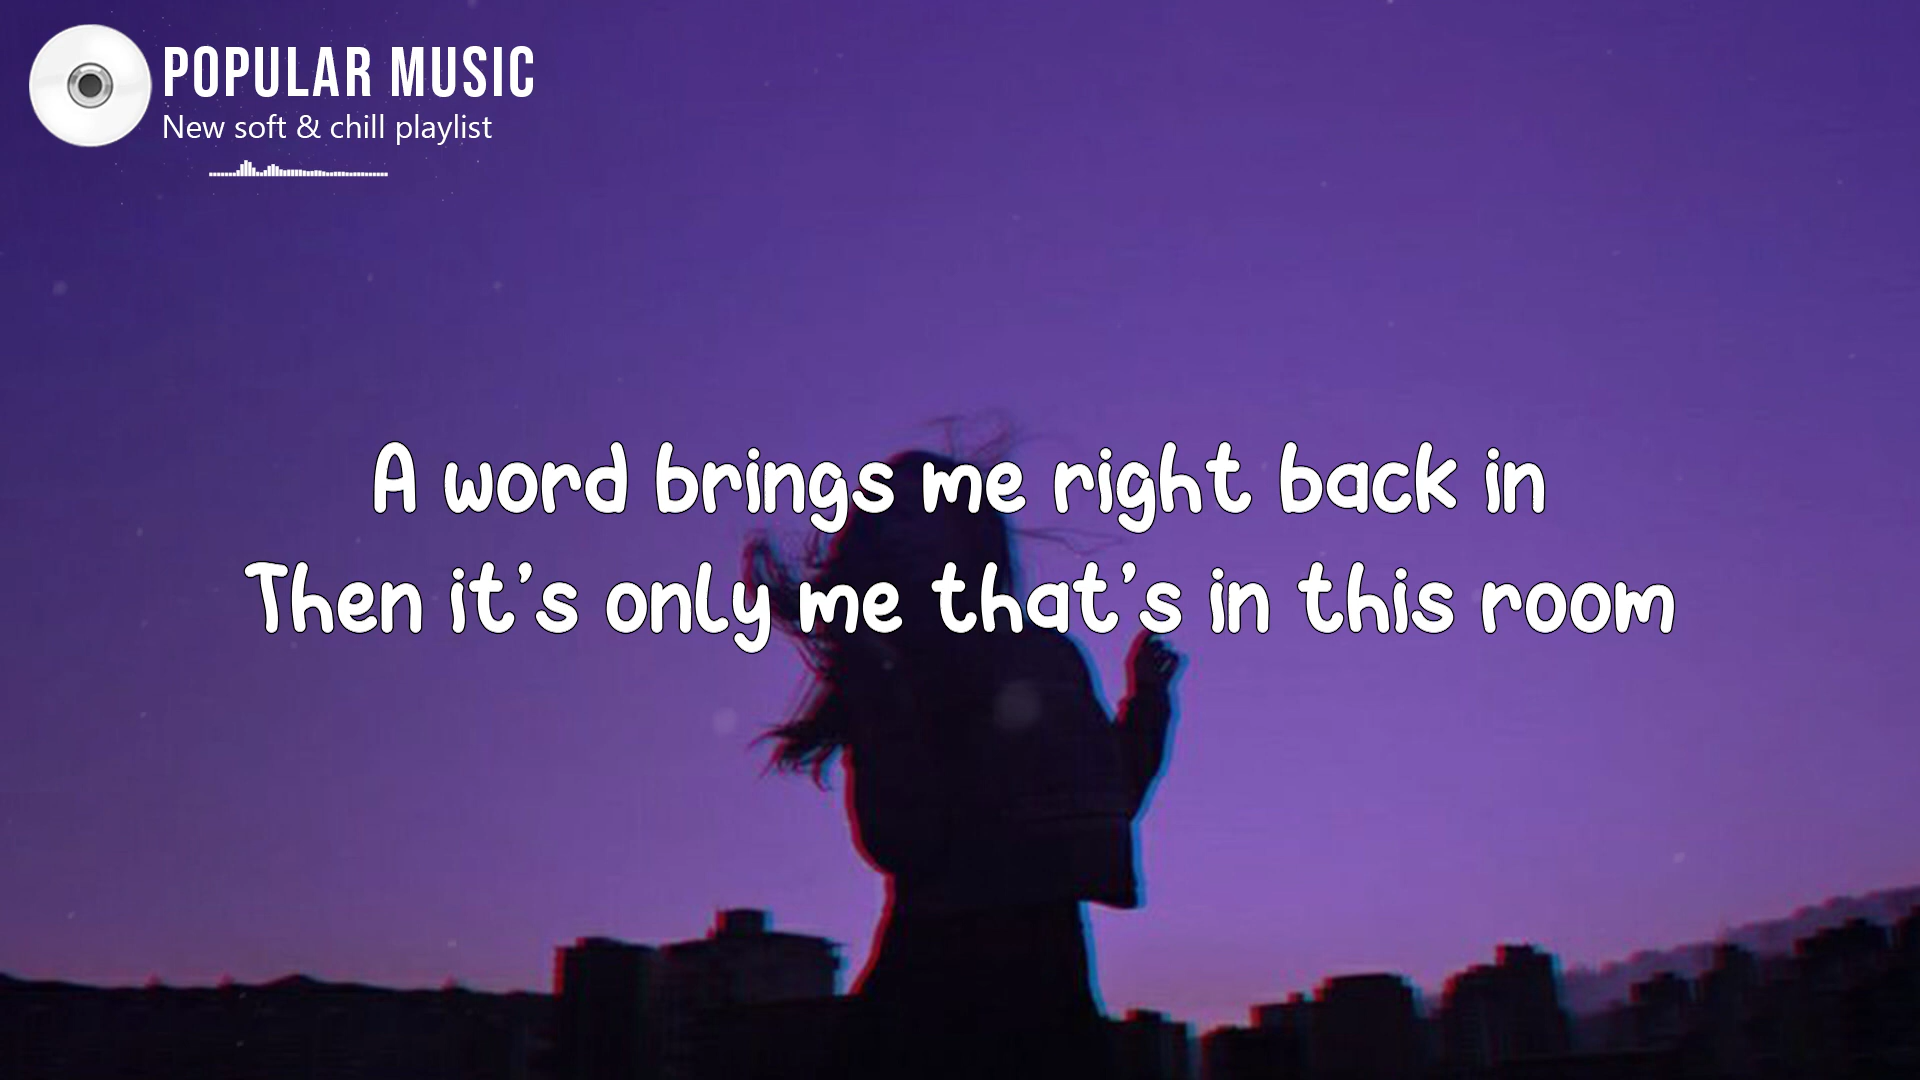 POPULAR MUSIC
New soft & chill playlist
A word brings me right back in
Then it's only me that's in this room